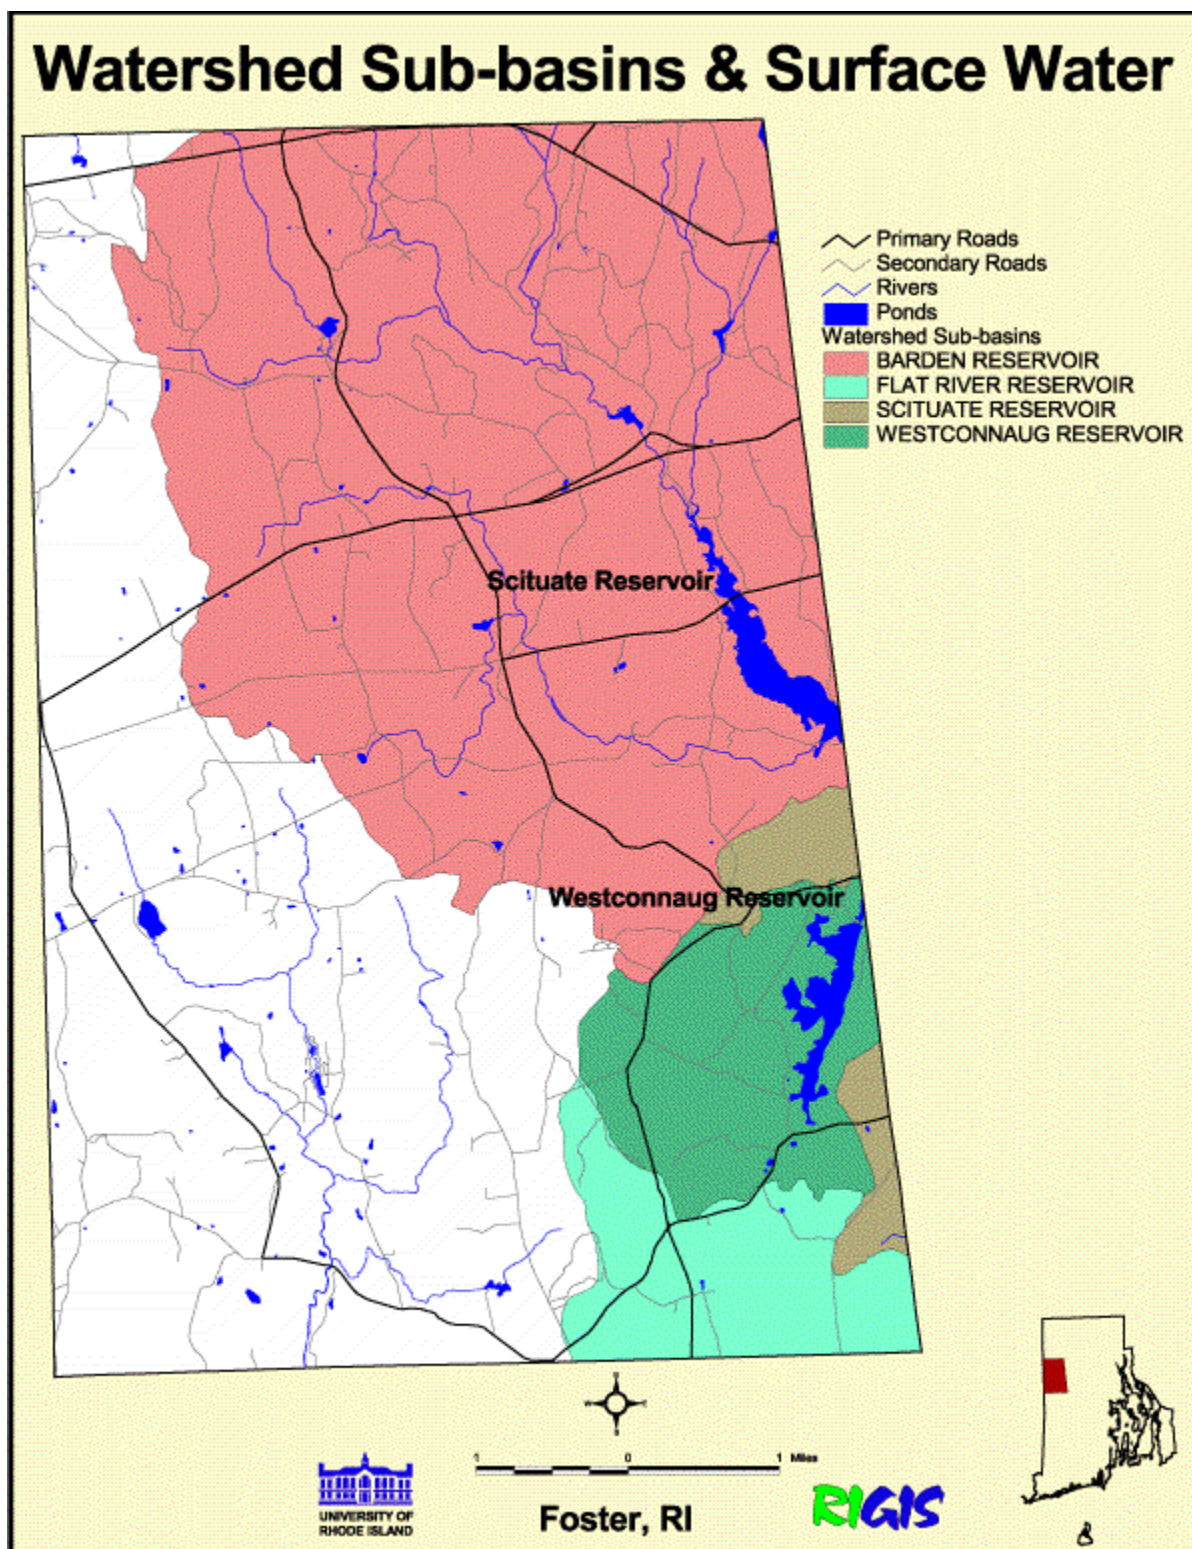 Watershed Sub-basins & Surface Water
Primary Roads
Secondary Roads
Rivers
Ponds
Watershed Sub-basins
BARDEN RESERVOIR
FLAT RIVER RESERVOIR
SCITUATE RESERVOIR
WESTCONNAUG RESERVOIR
Scituate Reservoir
Westconnaug Reservoir
1 0 1 Miles
UNIVERSITY OF
RHODE ISLAND
Foster, RI
RIGIS